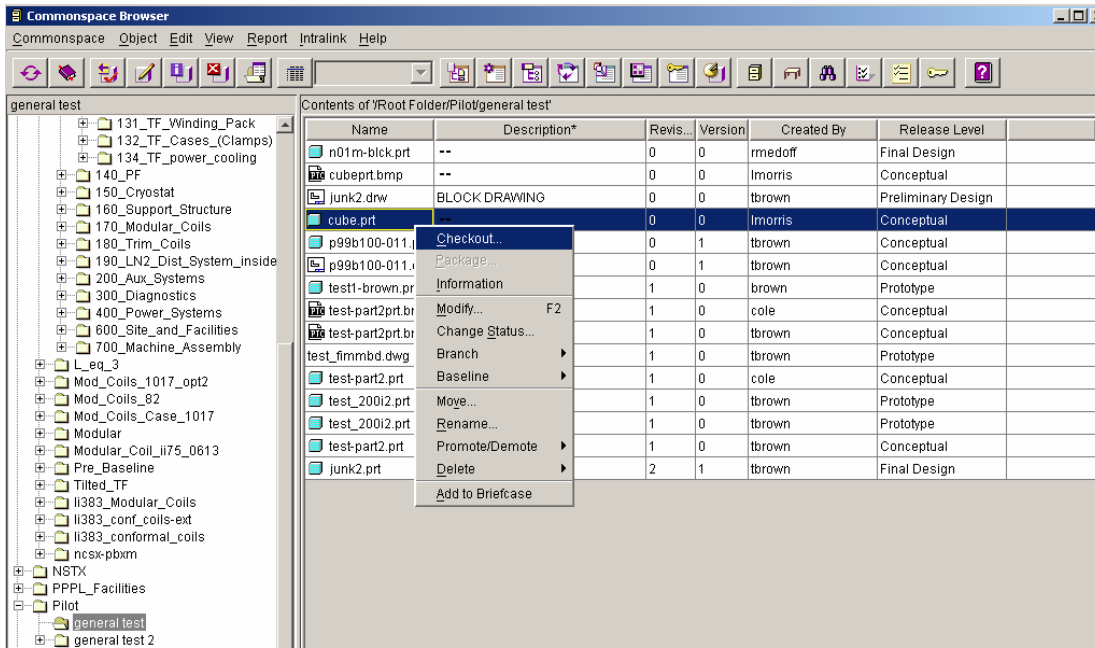 Commonspace Browser
Commonspace Object Edit View Report Intralink Help
general test
131_TF_Winding_Pack
132_TF_Cases_(Clamps)
134_TF_power_cooling
140_PF
150_Cryostat
160_Support_Structure
170_Modular_Coils
180_Trim_Coils
190_LN2_Dist_System_inside
200_Aux_Systems
300_Diagnostics
400_Power_Systems
600_Site_and_Facilities
700_Machine_Assembly
L_eq_3
Mod_Coils_1017_opt2
Mod_Coils_82
Mod_Coils_Case_1017
Modular
Modular_Coil_ii75_0613
Pre_Baseline
Tilted_TF
li383_Modular_Coils
li383_conf_coils-ext
li383_conformal_coils
ncsx-pbxm
NSTX
PPPL_Facilities
Pilot
general test
general test 2
Contents of '/Root Folder/Pilot/general test'
Name Description* Revis... Version Created By Release Level
n01m-blck.prt -- 0 0 rmedoff Final Design
cubeprt.bmp -- 0 0 lmorris Conceptual
junk2.drw BLOCK DRAWING 0 0 tbrown Preliminary Design
cube.prt -- 0 0 lmorris Conceptual
p99b100-011. 0 1 tbrown Conceptual
p99b100-011. 0 1 tbrown Conceptual
test1-brown.pr 1 0 brown Prototype
test-part2prt.br 1 0 cole Conceptual
test-part2prt.br 1 0 tbrown Conceptual
test_fimmbd.dwg 1 0 tbrown Prototype
test-part2.prt 1 0 cole Conceptual
test_200i2.prt 1 0 tbrown Prototype
test_200i2.prt 1 0 tbrown Prototype
test-part2.prt 1 0 tbrown Conceptual
junk2.prt 2 1 tbrown Final Design
Checkout...
Package...
Information
Modify... F2
Change Status...
Branch
Baseline
Move...
Rename...
Promote/Demote
Delete
Add to Briefcase